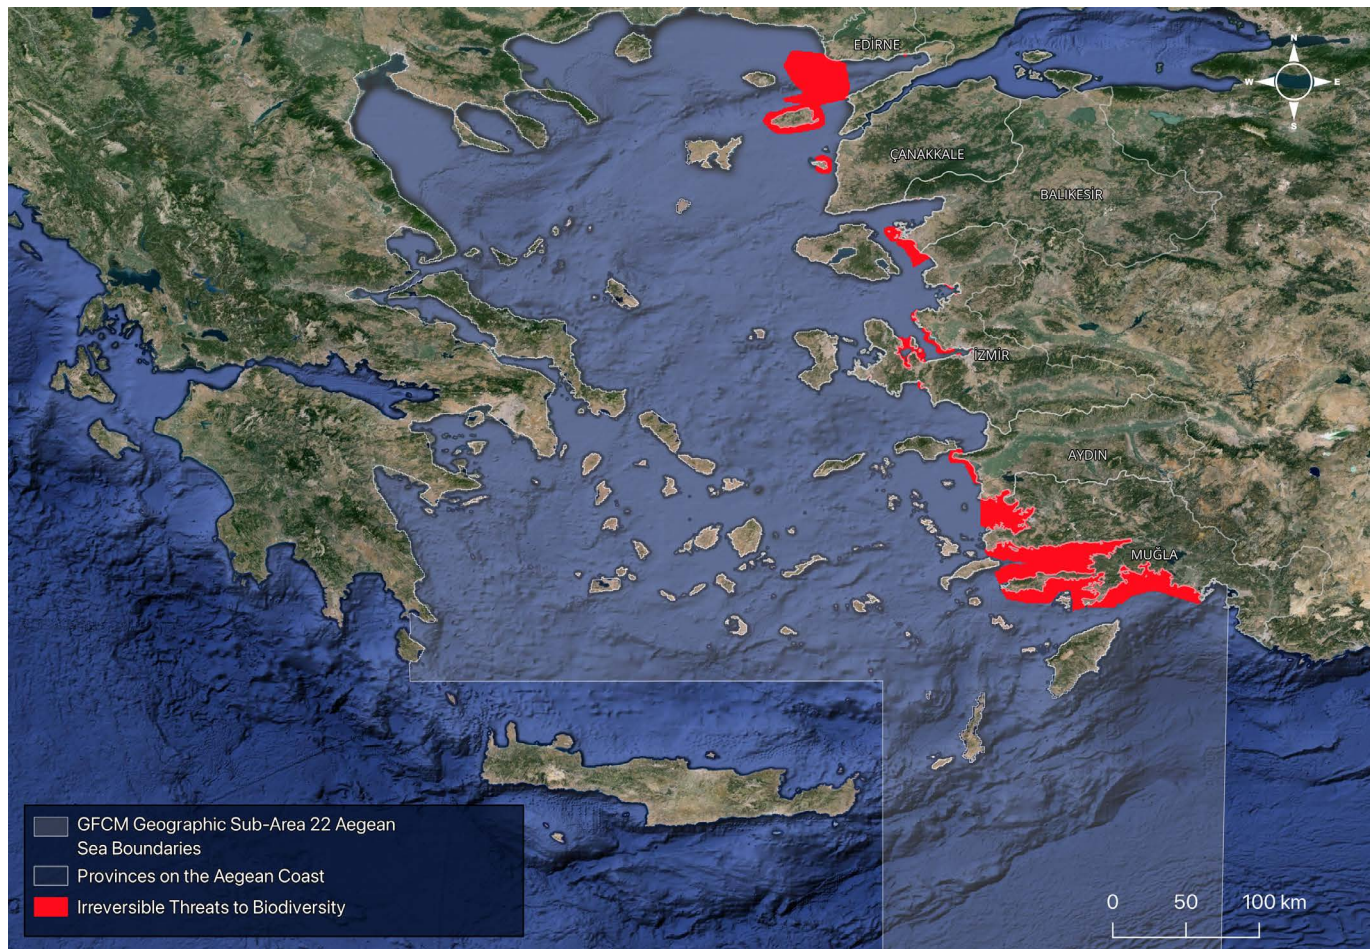 EDİRNE
N
W
E
S
ÇANAKKALE
BALIKESİR
İZMİR
AYDIN
MUĞLA
GFCM Geographic Sub-Area 22 Aegean
Sea Boundaries
Provinces on the Aegean Coast
Irreversible Threats to Biodiversity
0 50 100 km